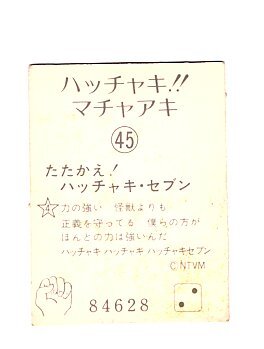 ハッチャキ!!
マチャアキ
45
たたかえ!
ハッチャキ・セブン
力の強い 怪獣よりも
正義を守ってる 僕らの方が
ほんとの力は強いんだ
ハッチャキ ハッチャキ ハッチャキセブン
C.NTVM
84628